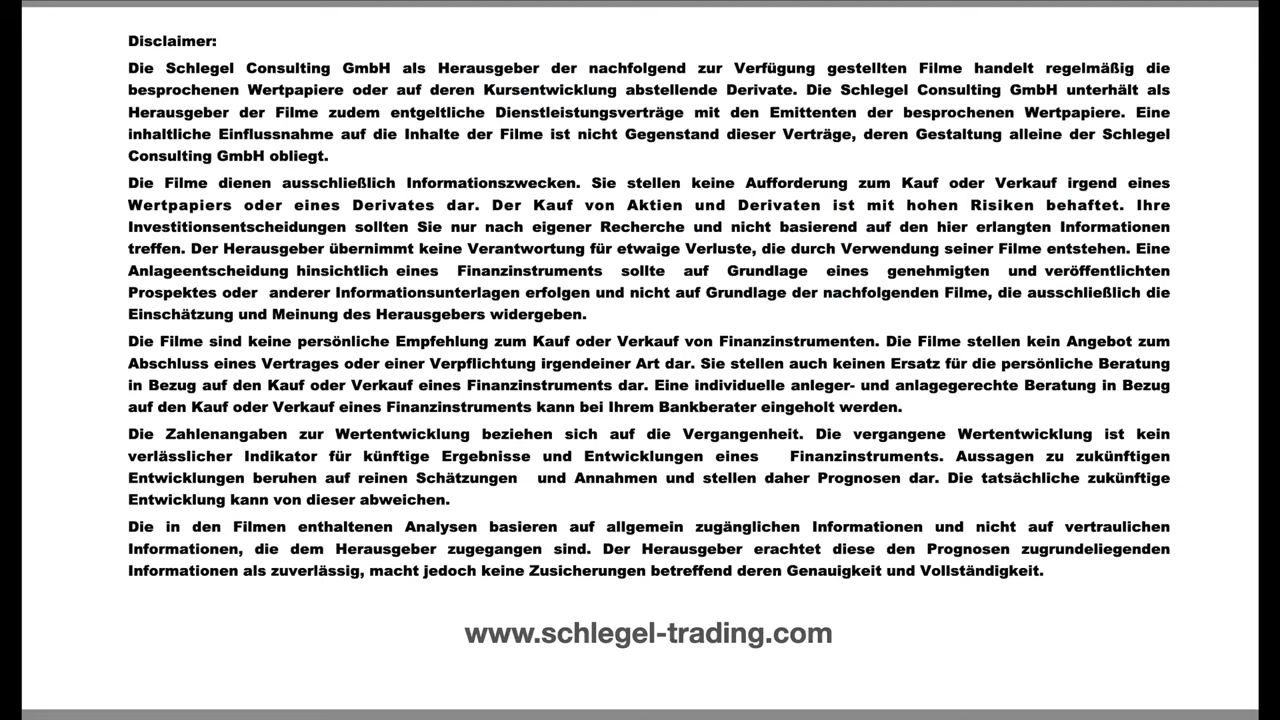 Disclaimer:
Die Schlegel Consulting GmbH als Herausgeber der nachfolgend zur Verfügung gestellten Filme handelt regelmäßig die
besprochenen Wertpapiere oder auf deren Kursentwicklung abstellende Derivate. Die Schlegel Consulting GmbH unterhält als
Herausgeber der Filme zudem entgeltliche Dienstleistungsverträge mit den Emittenten der besprochenen Wertpapiere. Eine
inhaltliche Einflussnahme auf die Inhalte der Filme ist nicht Gegenstand dieser Verträge, deren Gestaltung alleine der Schlegel
Consulting GmbH obliegt.
Die Filme dienen ausschließlich Informationszwecken. Sie stellen keine Aufforderung zum Kauf oder Verkauf irgend eines
Wertpapiers oder eines Derivates dar. Der Kauf von Aktien und Derivaten ist mit hohen Risiken behaftet. Ihre
Investitionsentscheidungen sollten Sie nur nach eigener Recherche und nicht basierend auf den hier erlangten Informationen
treffen. Der Herausgeber übernimmt keine Verantwortung für etwaige Verluste, die durch Verwendung seiner Filme entstehen. Eine
Anlageentscheidung hinsichtlich eines Finanzinstruments sollte auf Grundlage eines genehmigten und veröffentlichten
Prospektes oder anderer Informationsunterlagen erfolgen und nicht auf Grundlage der nachfolgenden Filme, die ausschließlich die
Einschätzung und Meinung des Herausgebers widergeben.
Die Filme sind keine persönliche Empfehlung zum Kauf oder Verkauf von Finanzinstrumenten. Die Filme stellen kein Angebot zum
Abschluss eines Vertrages oder einer Verpflichtung irgendeiner Art dar. Sie stellen auch keinen Ersatz für die persönliche Beratung
in Bezug auf den Kauf oder Verkauf eines Finanzinstruments dar. Eine individuelle anleger- und anlagegerechte Beratung in Bezug
auf den Kauf oder Verkauf eines Finanzinstruments kann bei Ihrem Bankberater eingeholt werden.
Die Zahlenangaben zur Wertentwicklung beziehen sich auf die Vergangenheit. Die vergangene Wertentwicklung ist kein
verlässlicher Indikator für künftige Ergebnisse und Entwicklungen eines Finanzinstruments. Aussagen zu zukünftigen
Entwicklungen beruhen auf reinen Schätzungen und Annahmen und stellen daher Prognosen dar. Die tatsächliche zukünftige
Entwicklung kann von dieser abweichen.
Die in den Filmen enthaltenen Analysen basieren auf allgemein zugänglichen Informationen und nicht auf vertraulichen
Informationen, die dem Herausgeber zugegangen sind. Der Herausgeber erachtet diese den Prognosen zugrundeliegenden
Informationen als zuverlässig, macht jedoch keine Zusicherungen betreffend deren Genauigkeit und Vollständigkeit.
www.schlegel-trading.com